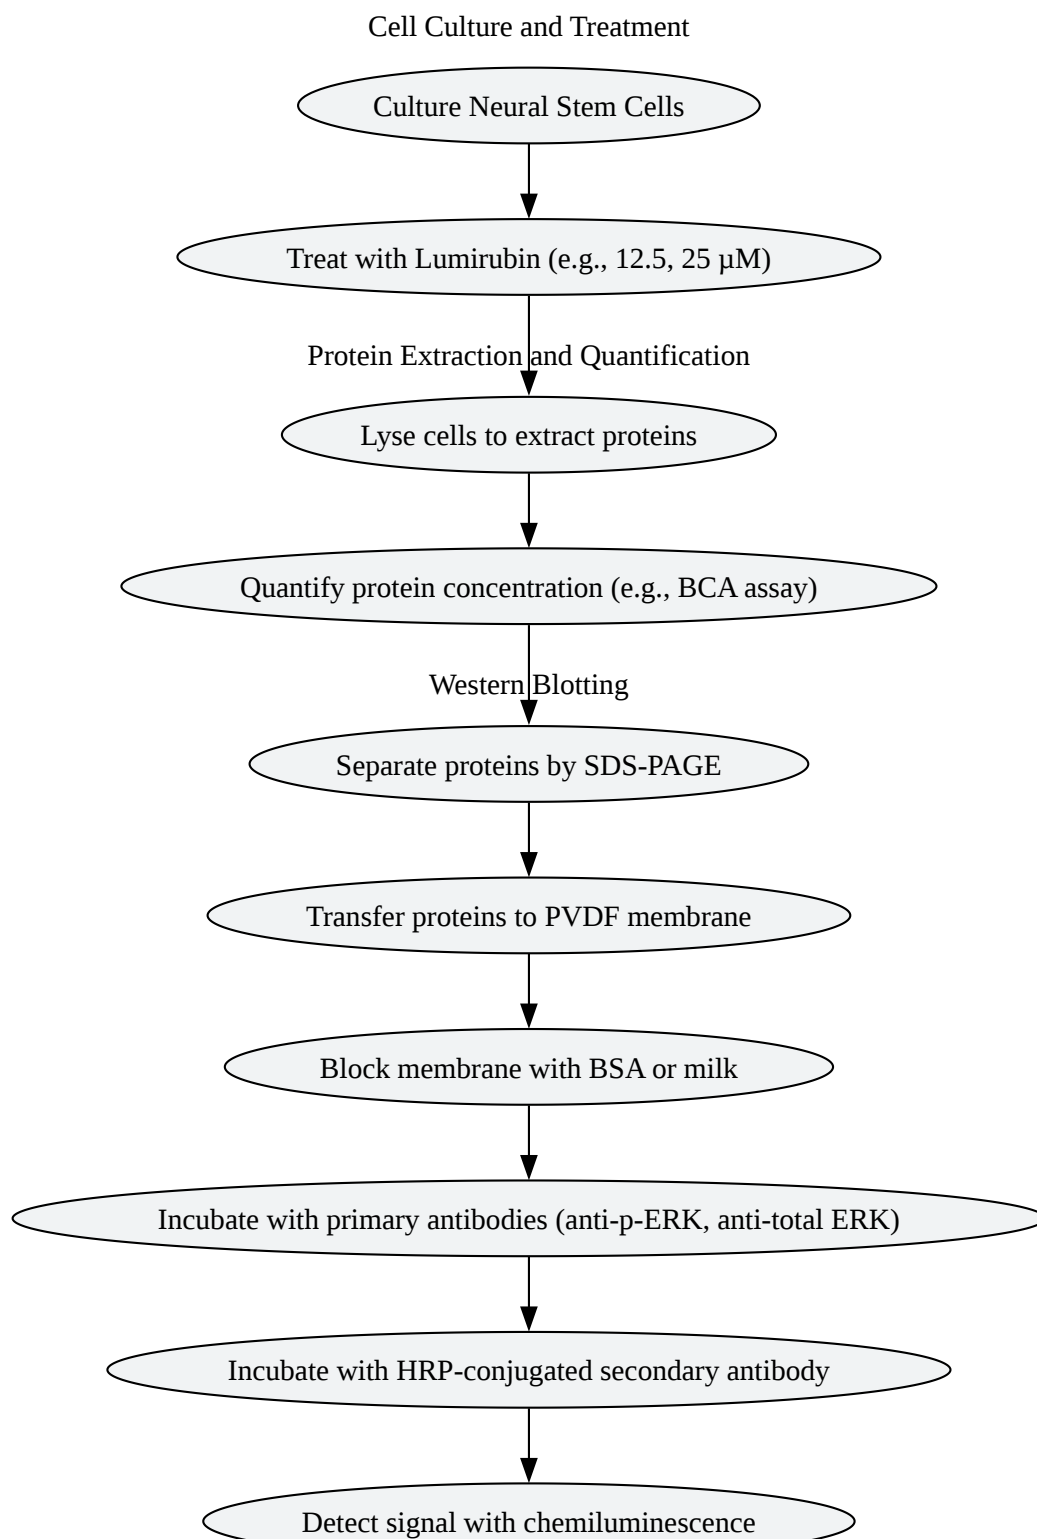 Cell Culture and Treatment
Culture Neural Stem Cells
Treat with Lumirubin (e.g., 12.5, 25 µM)
Protein Extraction and Quantification
Lyse cells to extract proteins
Quantify protein concentration (e.g., BCA assay)
Western Blotting
Separate proteins by SDS-PAGE
Transfer proteins to PVDF membrane
Block membrane with BSA or milk
Incubate with primary antibodies (anti-p-ERK, anti-total ERK)
Incubate with HRP-conjugated secondary antibody
Detect signal with chemiluminescence